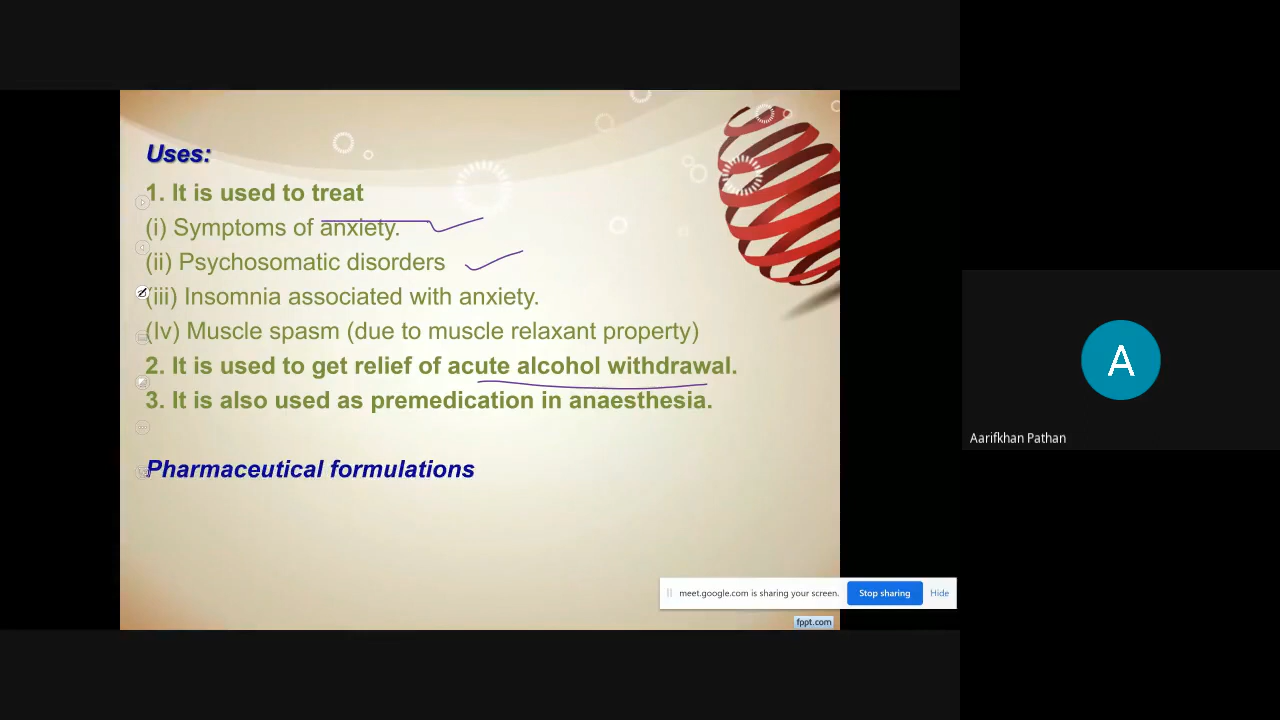 Uses:
1. It is used to treat
(i) Symptoms of anxiety.
(ii) Psychosomatic disorders
(iii) Insomnia associated with anxiety.
(Iv) Muscle spasm (due to muscle relaxant property)
2. It is used to get relief of acute alcohol withdrawal.
3. It is also used as premedication in anaesthesia.
Pharmaceutical formulations
meet.google.com is sharing your screen.
Stop sharing
Hide
fppt.com
A
Aarifkhan Pathan